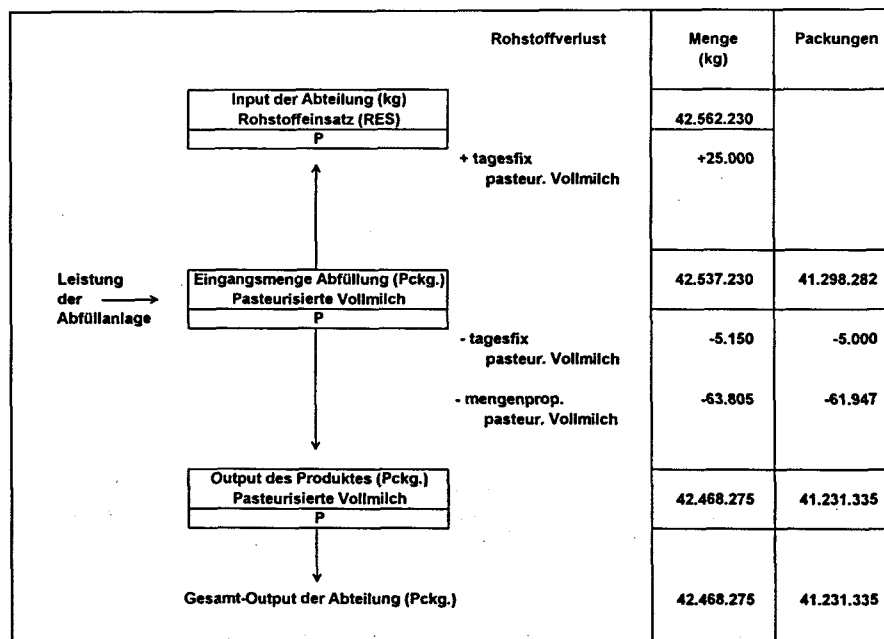 Rohstoffverlust Menge (kg) Packungen
Input der Abteilung (kg)
Rohstoffeinsatz (RES) 42.562.230
P
+ tagesfix +25.000
pasteur. Vollmilch
Leistung der Abfüllanlage
Eingangsmenge Abfüllung (Pckg.) 42.537.230 41.298.282
Pasteurisierte Vollmilch
P
- tagesfix -5.150 -5.000
pasteur. Vollmilch
- mengenprop. -63.805 -61.947
pasteur. Vollmilch
Output des Produktes (Pckg.)
Pasteurisierte Vollmilch 42.468.275 41.231.335
P
Gesamt-Output der Abteilung (Pckg.) 42.468.275 41.231.335